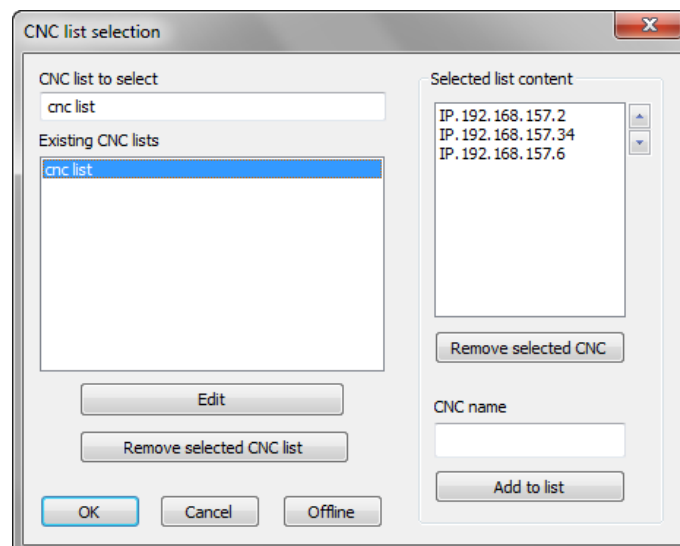 CNC list selection
CNC list to select
cnc list
Existing CNC lists
cnc list
Edit
Remove selected CNC list
OK
Cancel
Offline
Selected list content
IP.192.168.157.2
IP.192.168.157.34
IP.192.168.157.6
Remove selected CNC
CNC name
Add to list